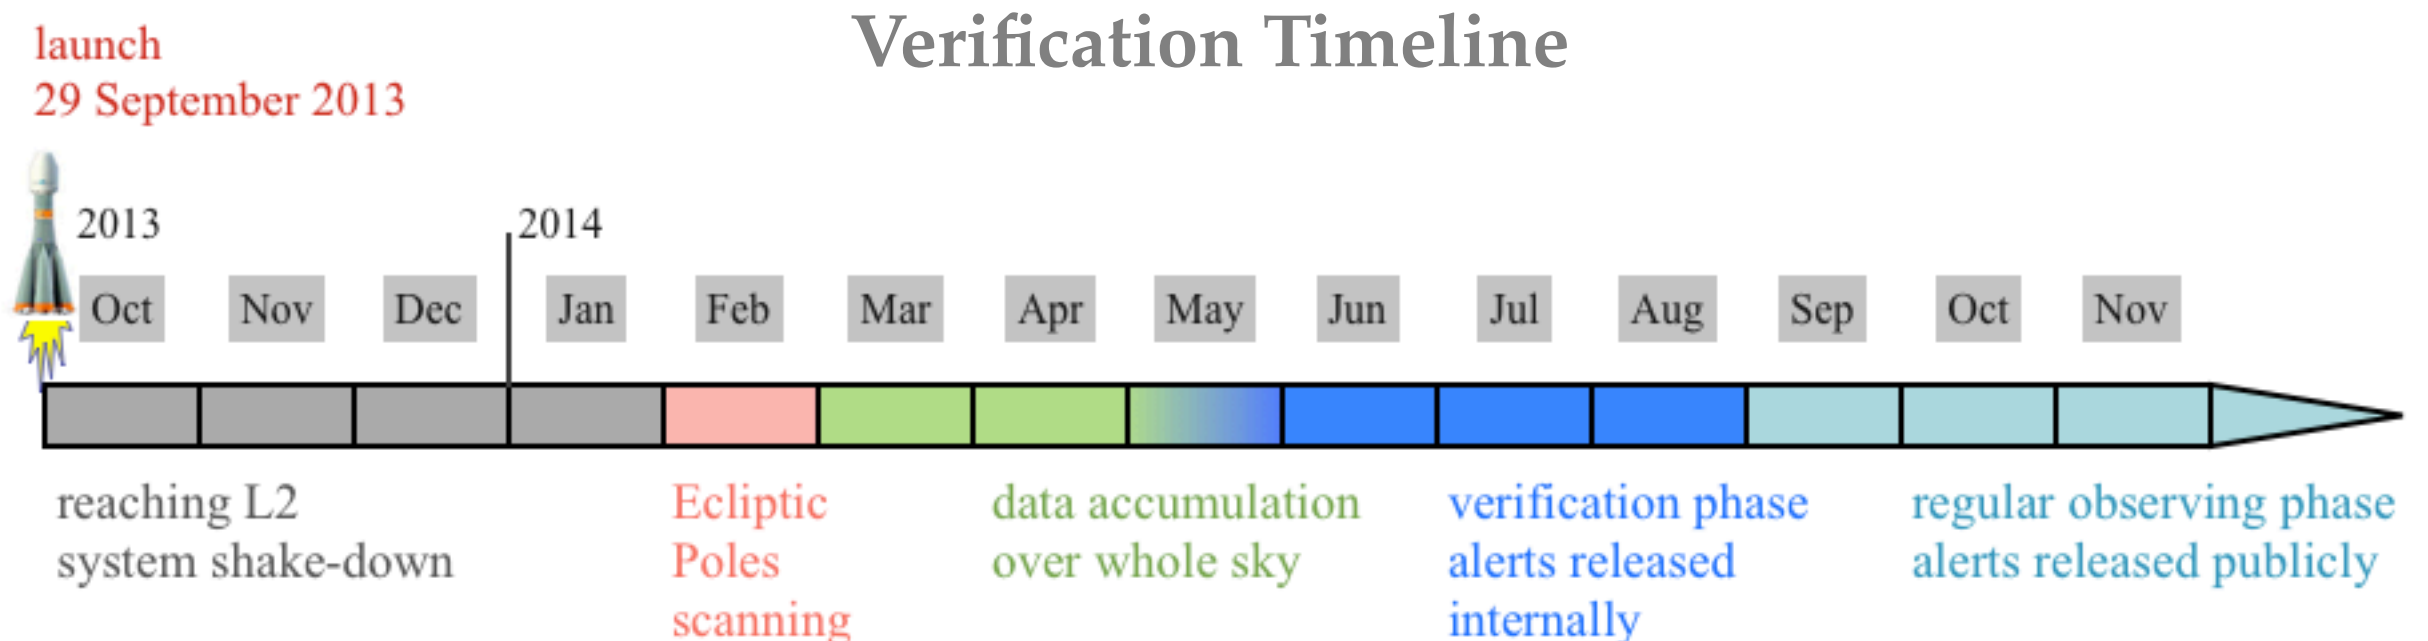 Verification Timeline
launch
29 September 2013
2013
2014
Oct Nov Dec Jan Feb Mar Apr May Jun Jul Aug Sep Oct Nov
reaching L2
system shake-down
Ecliptic
Poles
scanning
data accumulation
over whole sky
verification phase
alerts released
internally
regular observing phase
alerts released publicly